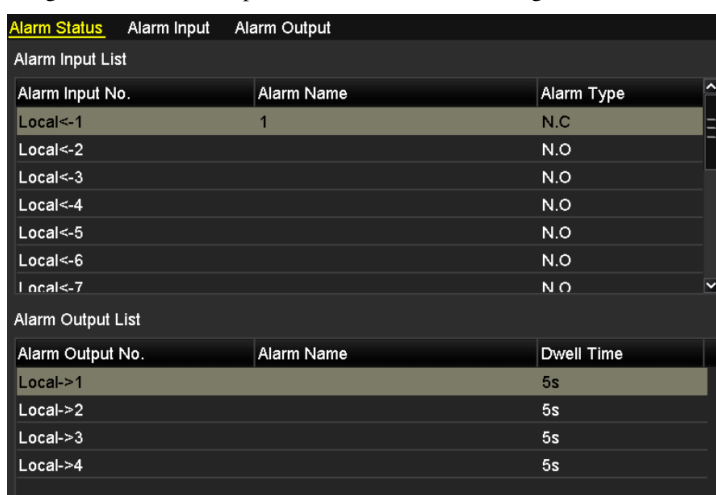 Alarm Status Alarm Input Alarm Output
Alarm Input List
Alarm Input No. Alarm Name Alarm Type
Local<-1 1 N.C
Local<-2 N.O
Local<-3 N.O
Local<-4 N.O
Local<-5 N.O
Local<-6 N.O
Local<-7 N.O
Alarm Output List
Alarm Output No. Alarm Name Dwell Time
Local->1 5s
Local->2 5s
Local->3 5s
Local->4 5s